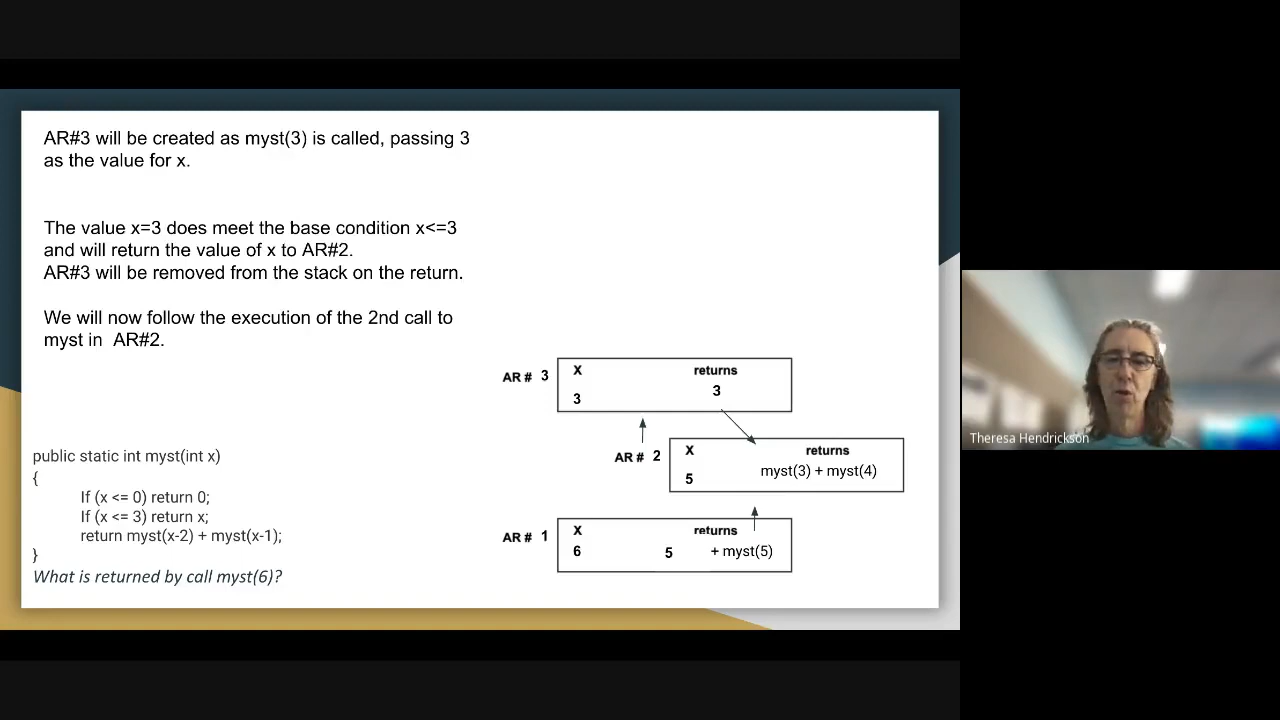 AR#3 will be created as myst(3) is called, passing 3
as the value for x.
The value x=3 does meet the base condition x<=3
and will return the value of x to AR#2.
AR#3 will be removed from the stack on the return.
We will now follow the execution of the 2nd call to
myst in AR#2.
public static int myst(int x)
{
If (x <= 0) return 0;
If (x <= 3) return x;
return myst(x-2) + myst(x-1);
}
What is returned by call myst(6)?
AR # 3
X returns
3 3
AR # 2
X returns
5 myst(3) + myst(4)
AR # 1
X returns
6 5 + myst(5)
Theresa Hendrickson